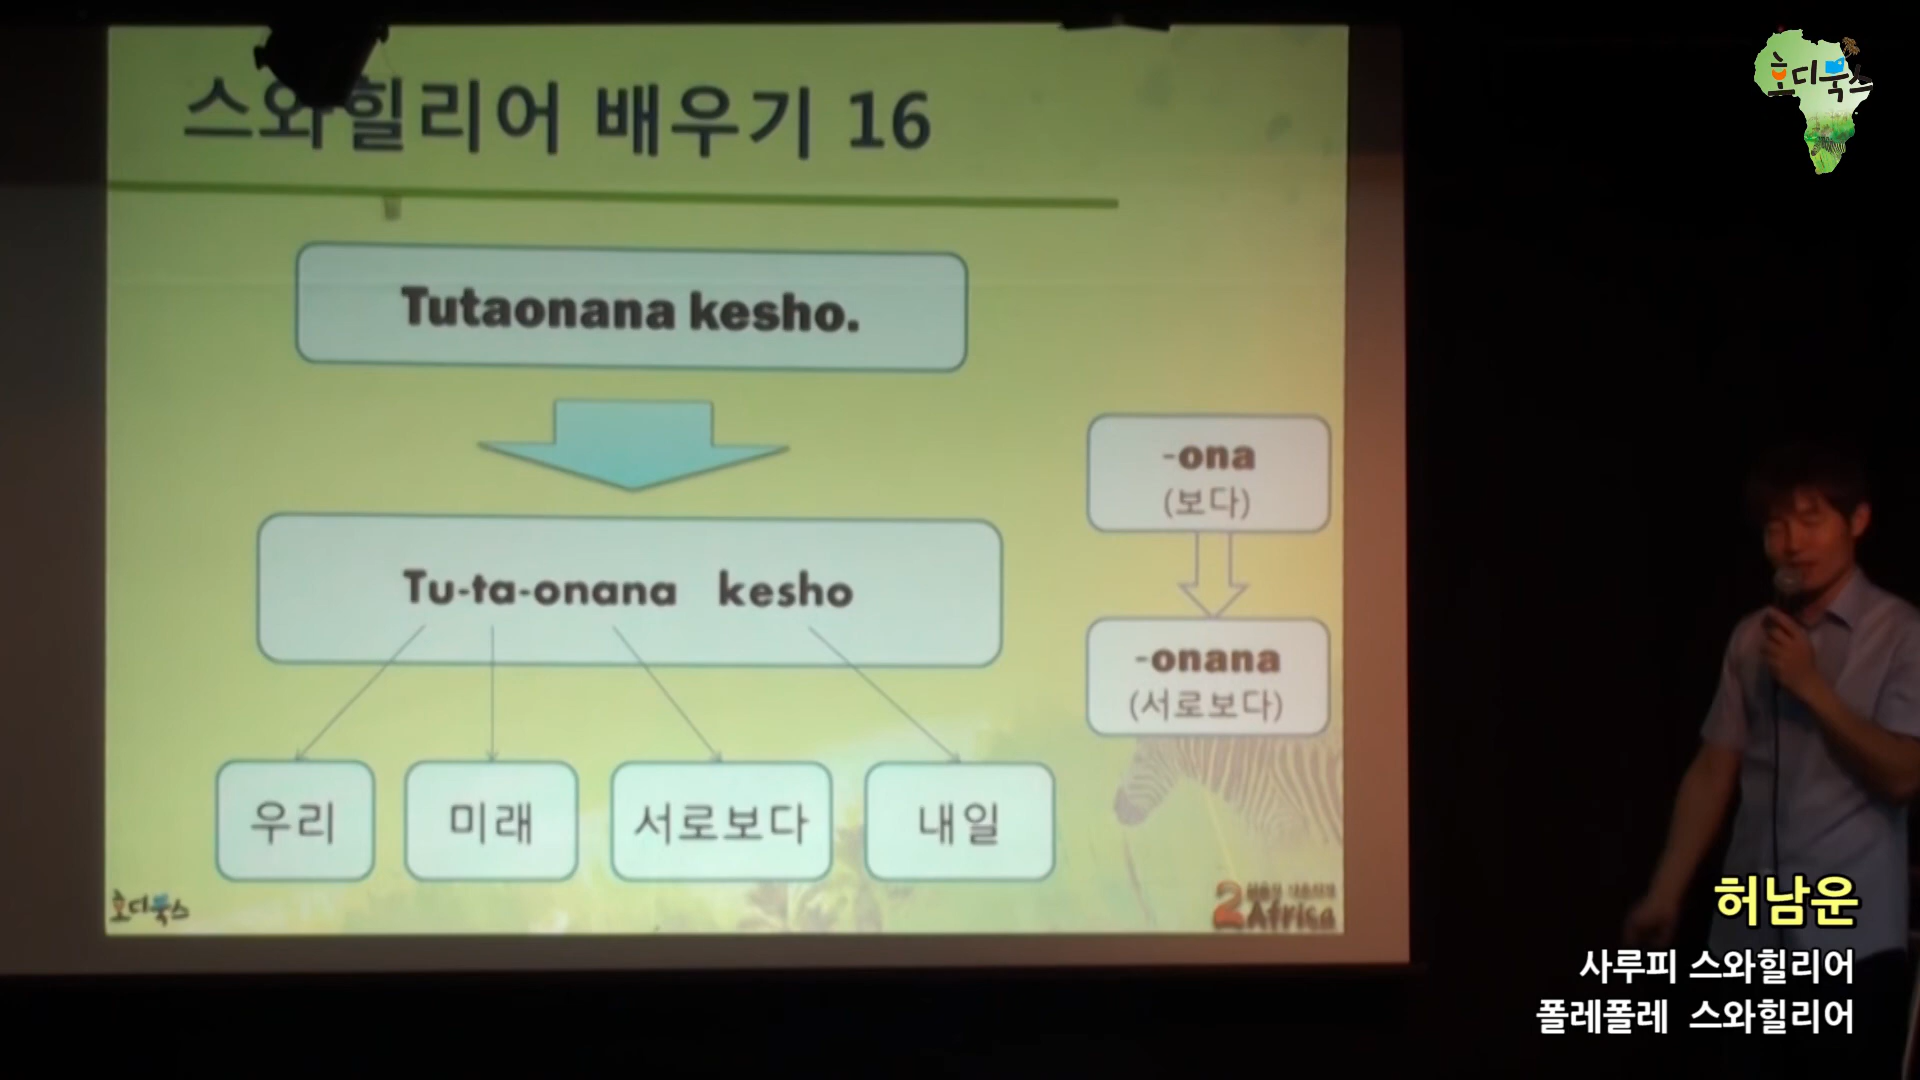 스와힐리어 배우기 16
Tutaonana kesho.
Tu-ta-onana kesho
우리
미래
서로보다
내일
-ona
(보다)
-onana
(서로보다)
호디북스
2
Africa
호디북스
허남운
사루피 스와힐리어
폴레폴레 스와힐리어